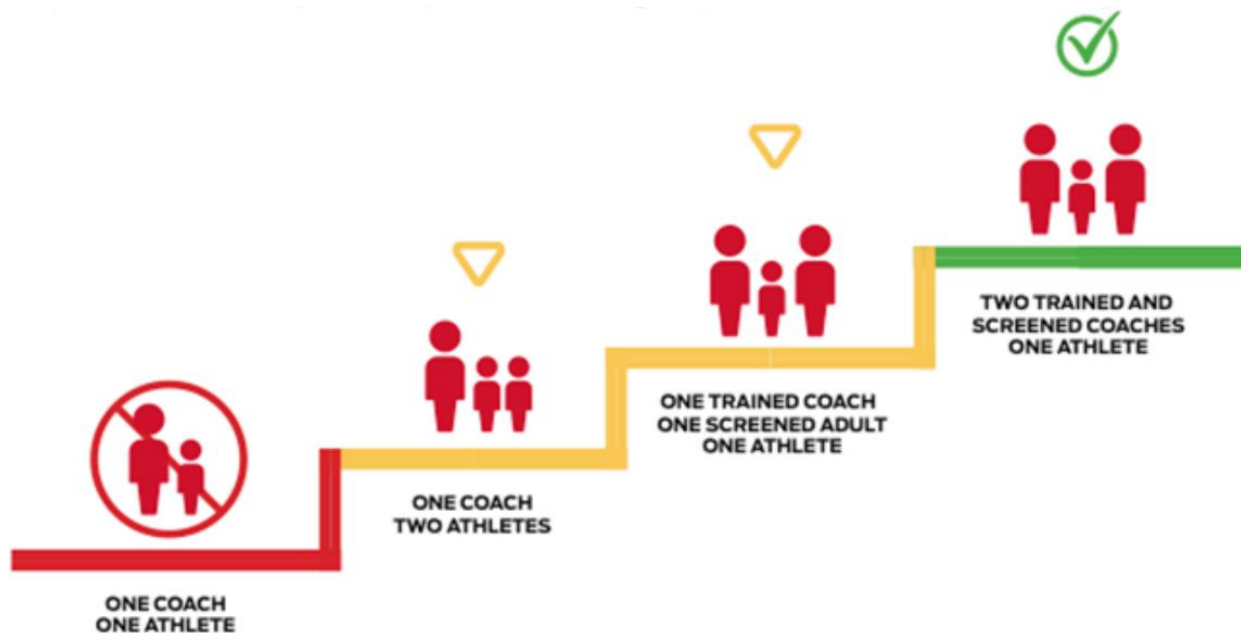 ONE COACH
ONE ATHLETE
ONE COACH
TWO ATHLETES
ONE TRAINED COACH
ONE SCREENED ADULT
ONE ATHLETE
TWO TRAINED AND
SCREENED COACHES
ONE ATHLETE